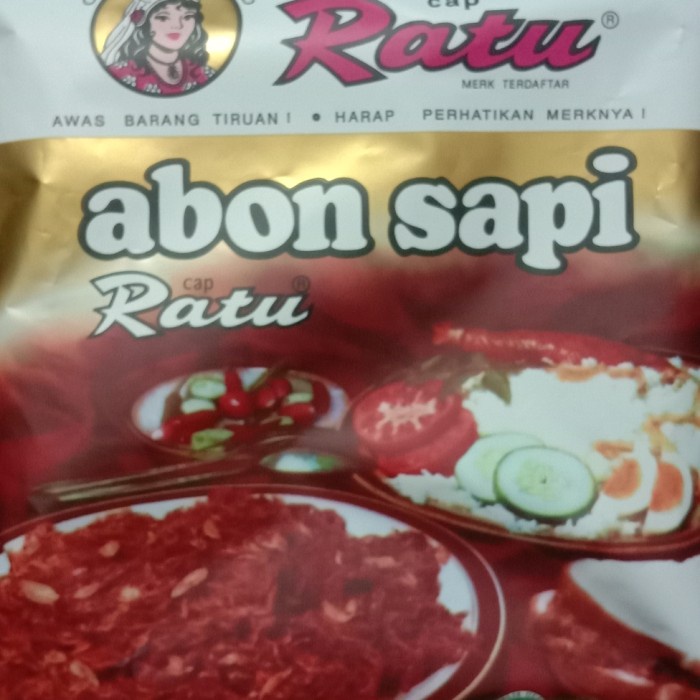 cap
Ratu®
MERK TERDAFTAR
AWAS BARANG TIRUAN ! • HARAP PERHATIKAN MERKNYA !
abon sapi
cap
Ratu®